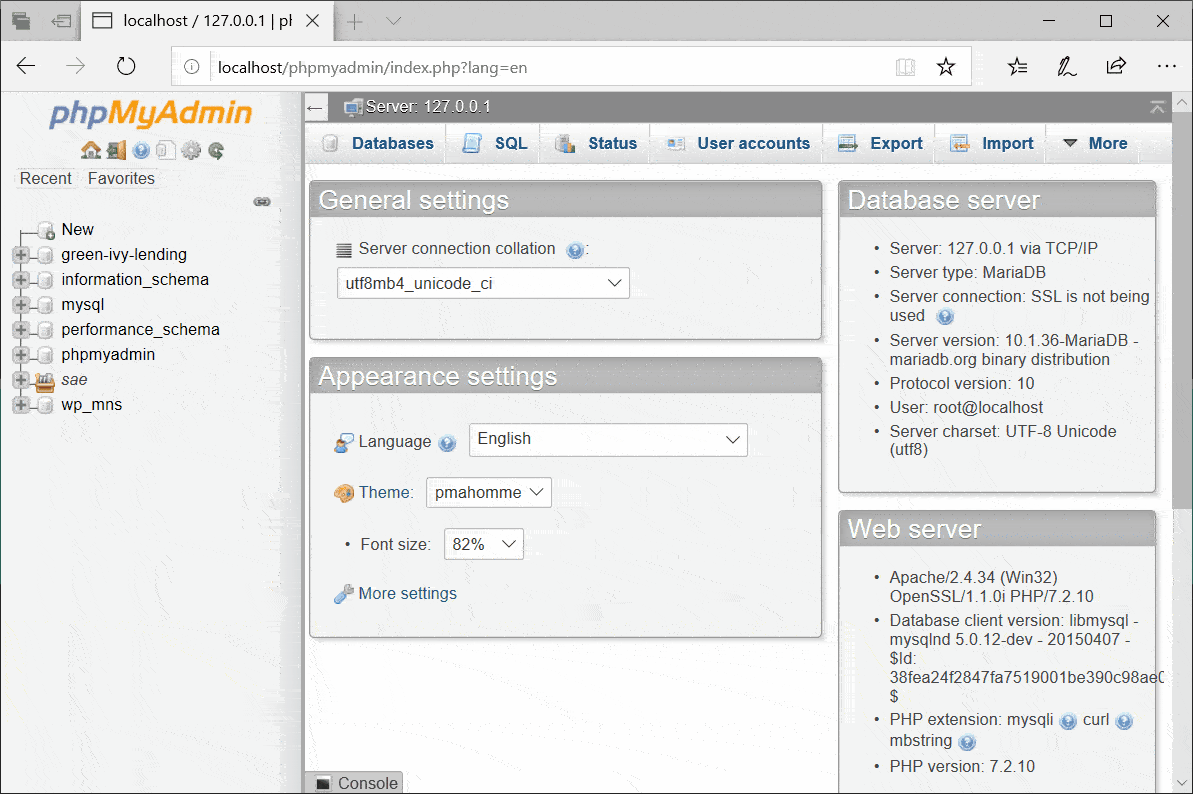 localhost / 127.0.0.1 | pl
localhost/phpmyadmin/index.php?lang=en
phpMyAdmin
Recent Favorites
New
green-ivy-lending
information_schema
mysql
performance_schema
phpmyadmin
sae
wp_mns
Server: 127.0.0.1
Databases SQL Status User accounts Export Import More
General settings
Server connection collation :
utf8mb4_unicode_ci
Appearance settings
Language English
Theme: pmahomme
• Font size: 82%
More settings
Database server
• Server: 127.0.0.1 via TCP/IP
• Server type: MariaDB
• Server connection: SSL is not being
used
• Server version: 10.1.36-MariaDB -
mariadb.org binary distribution
• Protocol version: 10
• User: root@localhost
• Server charset: UTF-8 Unicode
(utf8)
Web server
• Apache/2.4.34 (Win32)
OpenSSL/1.1.0i PHP/7.2.10
• Database client version: libmysql -
mysqlnd 5.0.12-dev - 20150407 -
$Id:
38fea24f2847fa7519001be390c98ae0
$
• PHP extension: mysqli curl
mbstring
• PHP version: 7.2.10
Console